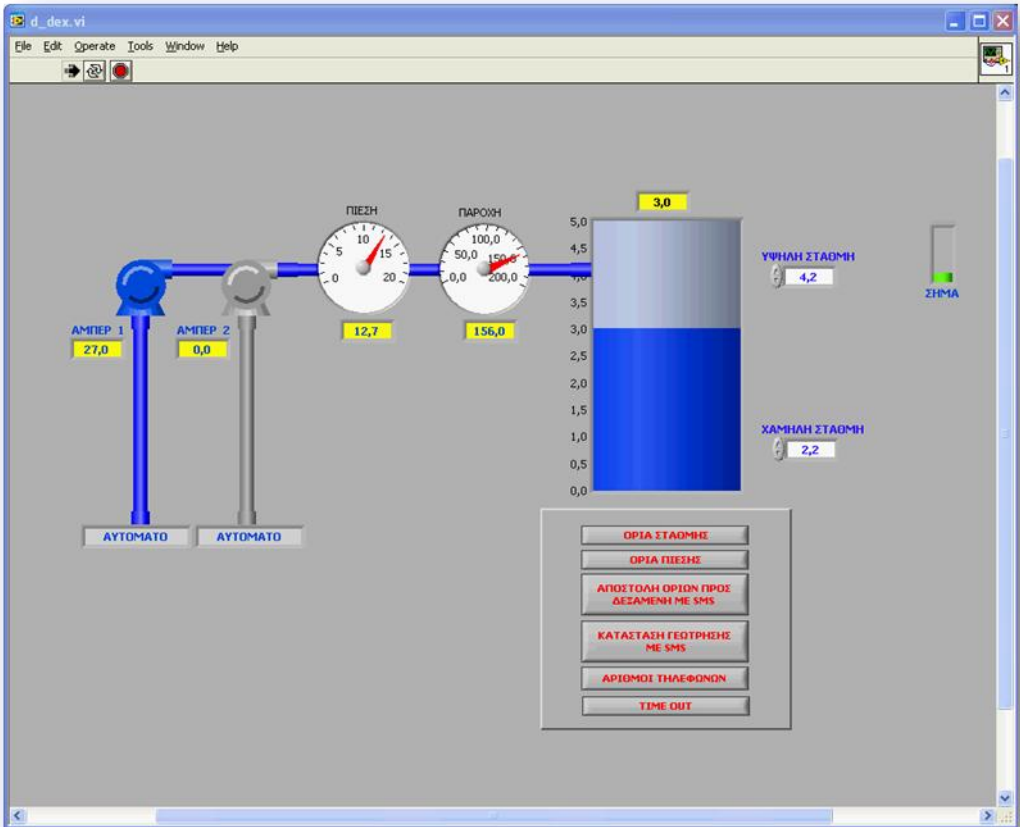 d_dex.vi
File Edit Operate Tools Window Help
1
ΠΙΕΣΗ
0 5 10 15 20
12,7
ΠΑΡΟΧΗ
0,0 50,0 100,0 150,0 200,0
156,0
ΑΜΠΕΡ 1
27,0
ΑΜΠΕΡ 2
0,0
ΑΥΤΟΜΑΤΟ
ΑΥΤΟΜΑΤΟ
3,0
5,0
4,5
4,0
3,5
3,0
2,5
2,0
1,5
1,0
0,5
0,0
ΥΨΗΛΗ ΣΤΑΘΜΗ
4,2
ΧΑΜΗΛΗ ΣΤΑΘΜΗ
2,2
ΣΗΜΑ
ΟΡΙΑ ΣΤΑΘΜΗΣ
ΟΡΙΑ ΠΙΕΣΗΣ
ΑΠΟΣΤΟΛΗ ΟΡΙΩΝ ΠΡΟΣ
ΔΕΞΑΜΕΝΗ ΜΕ SMS
ΚΑΤΑΣΤΑΣΗ ΓΕΩΤΡΗΣΗΣ
ΜΕ SMS
ΑΡΙΘΜΟΙ ΤΗΛΕΦΩΝΩΝ
TIME OUT